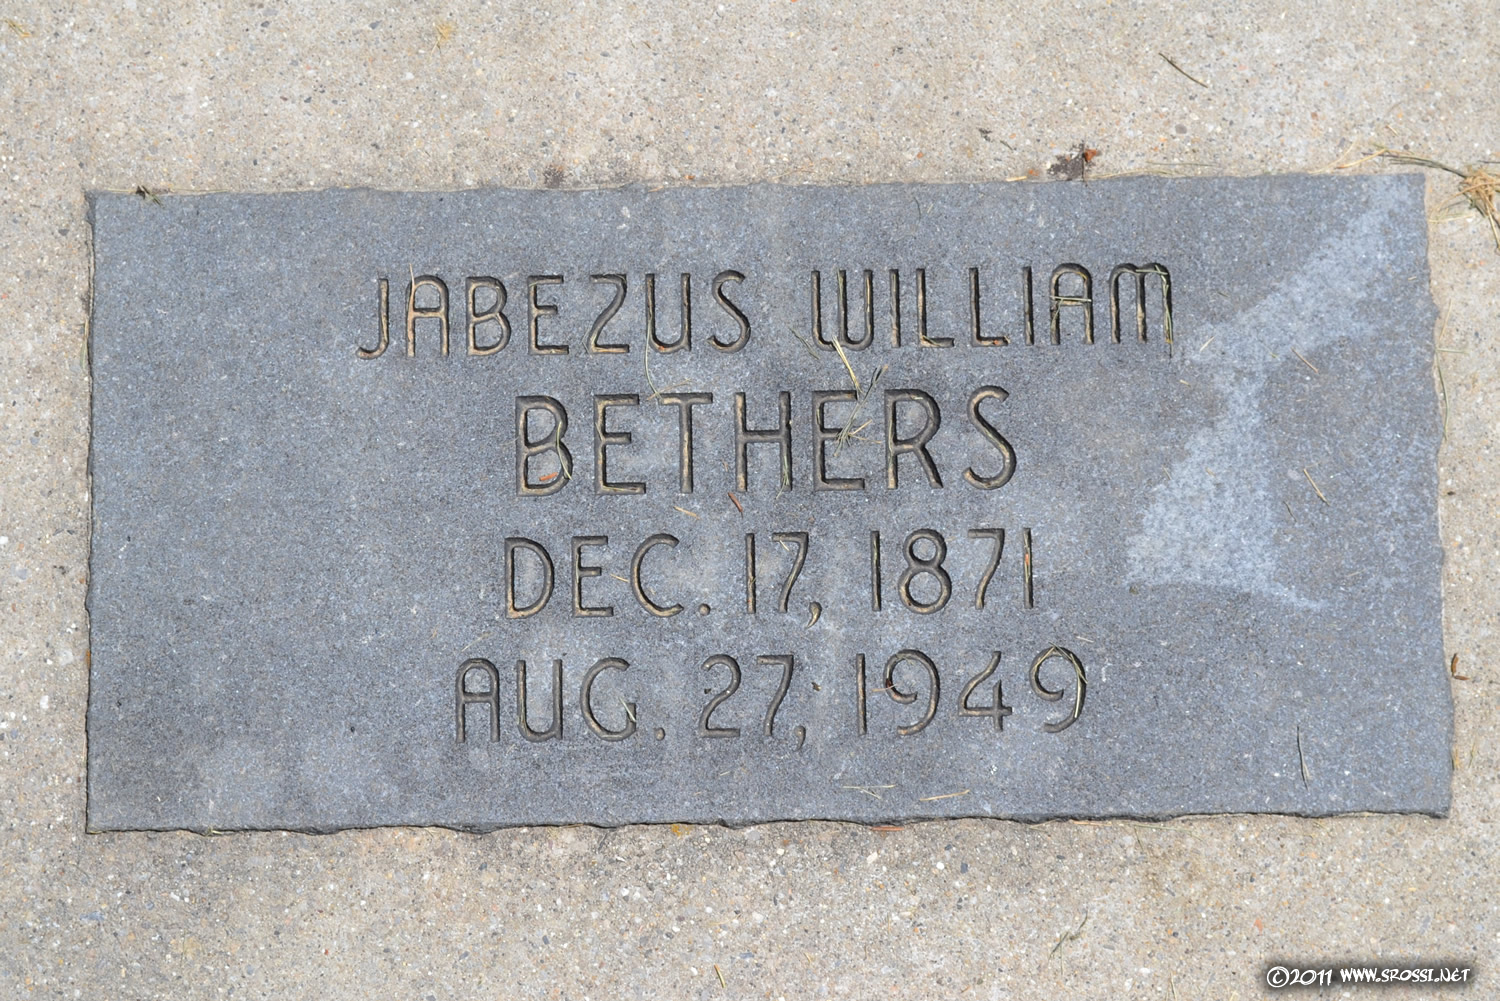 JABEZUS WILLIAM
BETHERS
DEC. 17, 1871
AUG. 27, 1949
©2011 WWW.SROSSI.NET